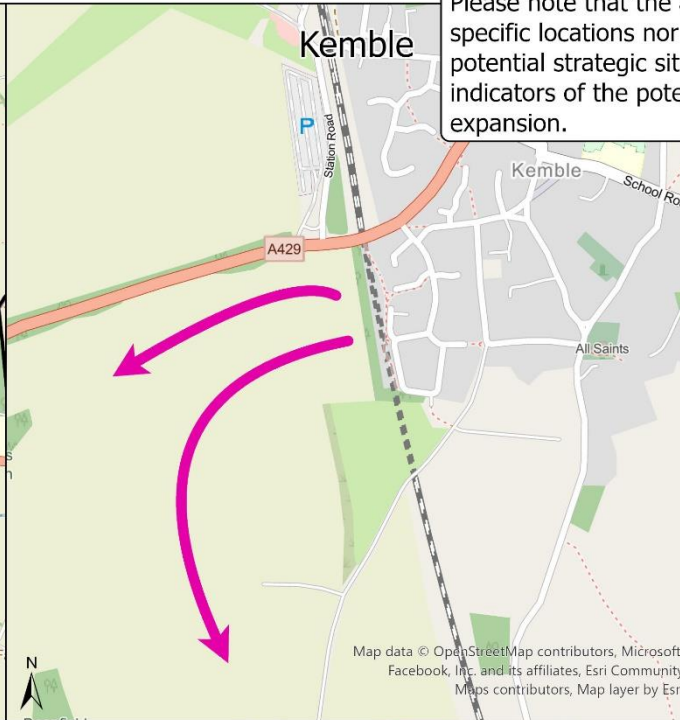 Please note that the
specific locations nor
potential strategic sit
indicators of the pote
expansion.
Kemble
P
Station Road
Kemble
School Ro
A429
All Saints
N
Map data © OpenStreetMap contributors, Microsoft
Facebook, Inc. and its affiliates, Esri Community
Maps contributors, Map layer by Esr